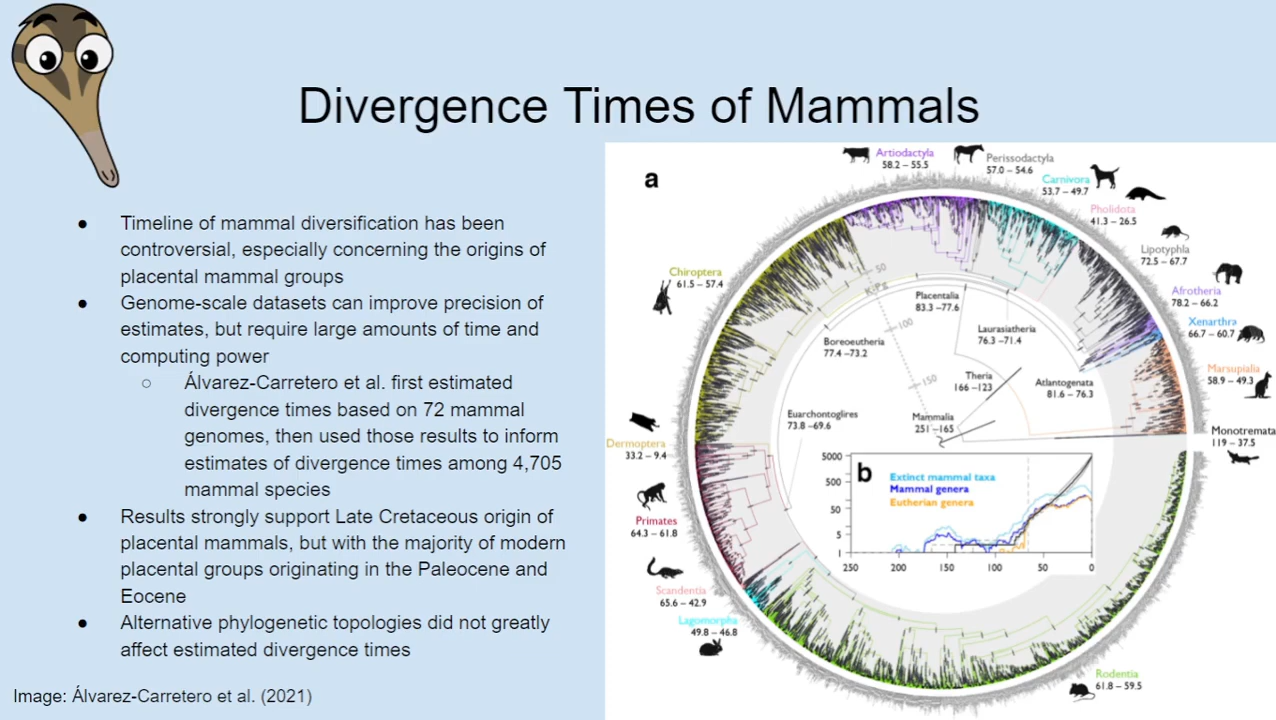 Divergence Times of Mammals
● Timeline of mammal diversification has been
controversial, especially concerning the origins of
placental mammal groups
● Genome-scale datasets can improve precision of
estimates, but require large amounts of time and
computing power
○ Álvarez-Carretero et al. first estimated
divergence times based on 72 mammal
genomes, then used those results to inform
estimates of divergence times among 4,705
mammal species
● Results strongly support Late Cretaceous origin of
placental mammals, but with the majority of modern
placental groups originating in the Paleocene and
Eocene
● Alternative phylogenetic topologies did not greatly
affect estimated divergence times
Image: Álvarez-Carretero et al. (2021)
a
Artiodactyla
58.2 – 55.5
Perissodactyla
57.0 – 54.6
Carnivora
53.7 – 49.7
Pholidota
41.3 – 26.5
Lipotyphla
72.5 – 67.7
Afrotheria
78.2 – 66.2
Xenarthra
66.7 – 60.7
Marsupialia
58.9 – 49.3
Monotremata
119 – 37.5
Chiroptera
61.5 – 57.4
50
K-Pg
100
150
Placentalia
83.3 –77.6
Laurasiatheria
76.3 –71.4
Boreoeutheria
77.4 –73.2
Theria
166 –123
Atlantogenata
81.6 – 76.3
Euarchontoglires
73.8 –69.6
Mammalia
251 –165
Dermoptera
33.2 – 9.4
Primates
64.3 – 61.8
Scandentia
65.6 – 42.9
Lagomorpha
49.8 – 46.8
Rodentia
61.8 – 59.5
b
Extinct mammal taxa
Mammal genera
Eutherian genera
5000
500
50
5
1
250 200 150 100 50 0